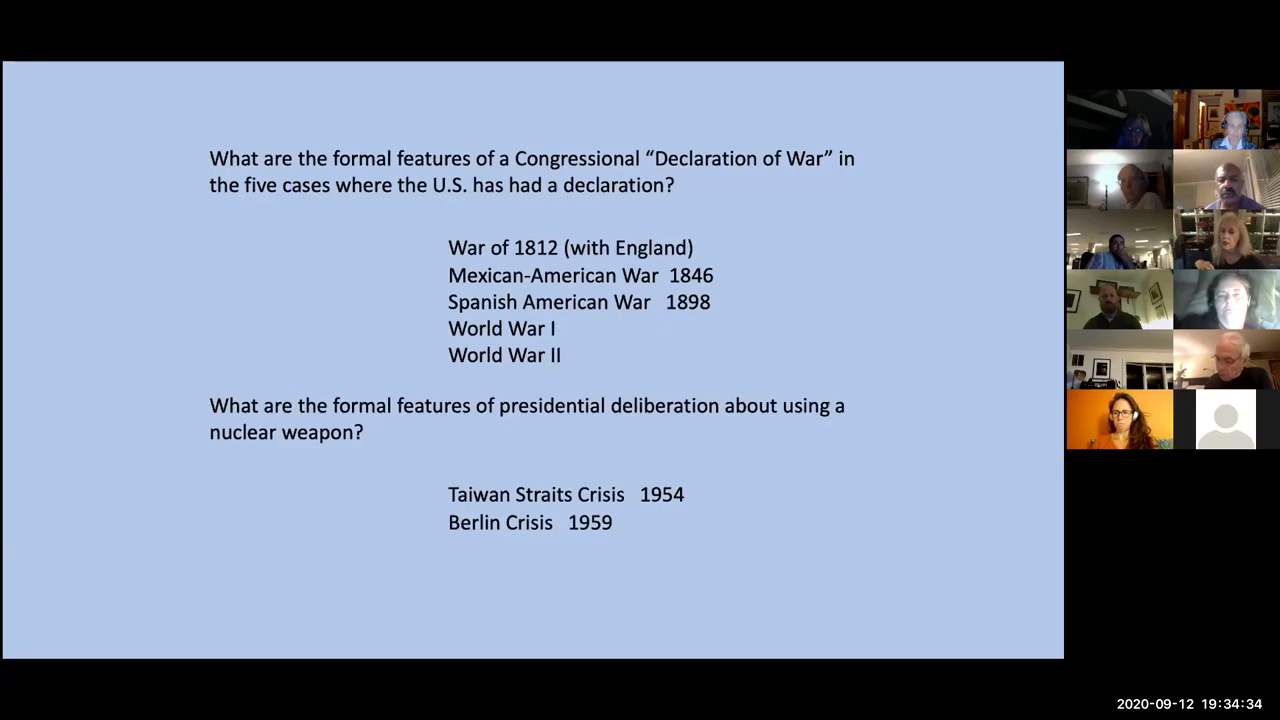 What are the formal features of a Congressional “Declaration of War” in
the five cases where the U.S. has had a declaration?
War of 1812 (with England)
Mexican-American War 1846
Spanish American War 1898
World War I
World War II
What are the formal features of presidential deliberation about using a
nuclear weapon?
Taiwan Straits Crisis 1954
Berlin Crisis 1959
2020-09-12 19:34:34